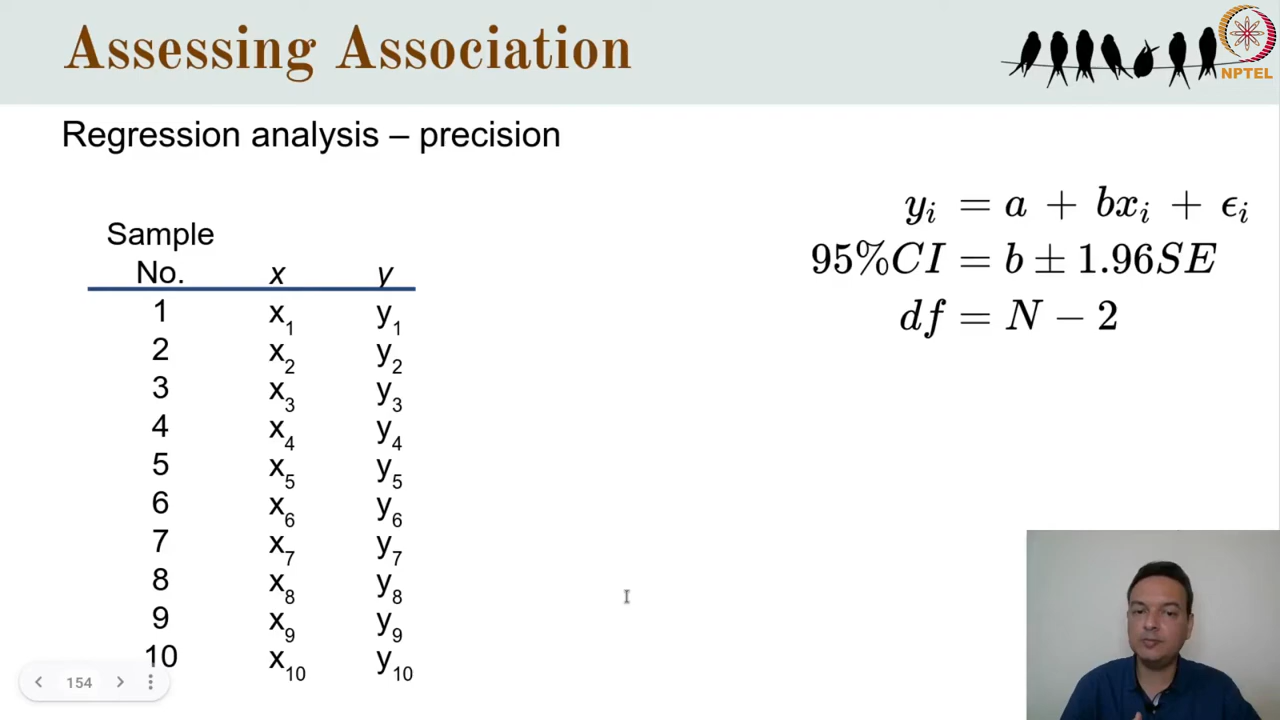 Assessing Association
NPTEL
Regression analysis – precision
yᵢ = a + bxᵢ + ϵᵢ
95%CI = b ± 1.96SE
df = N − 2
Sample
No. x y
1 x₁ y₁
2 x₂ y₂
3 x₃ y₃
4 x₄ y₄
5 x₅ y₅
6 x₆ y₆
7 x₇ y₇
8 x₈ y₈
9 x₉ y₉
10 x₁₀ y₁₀
154